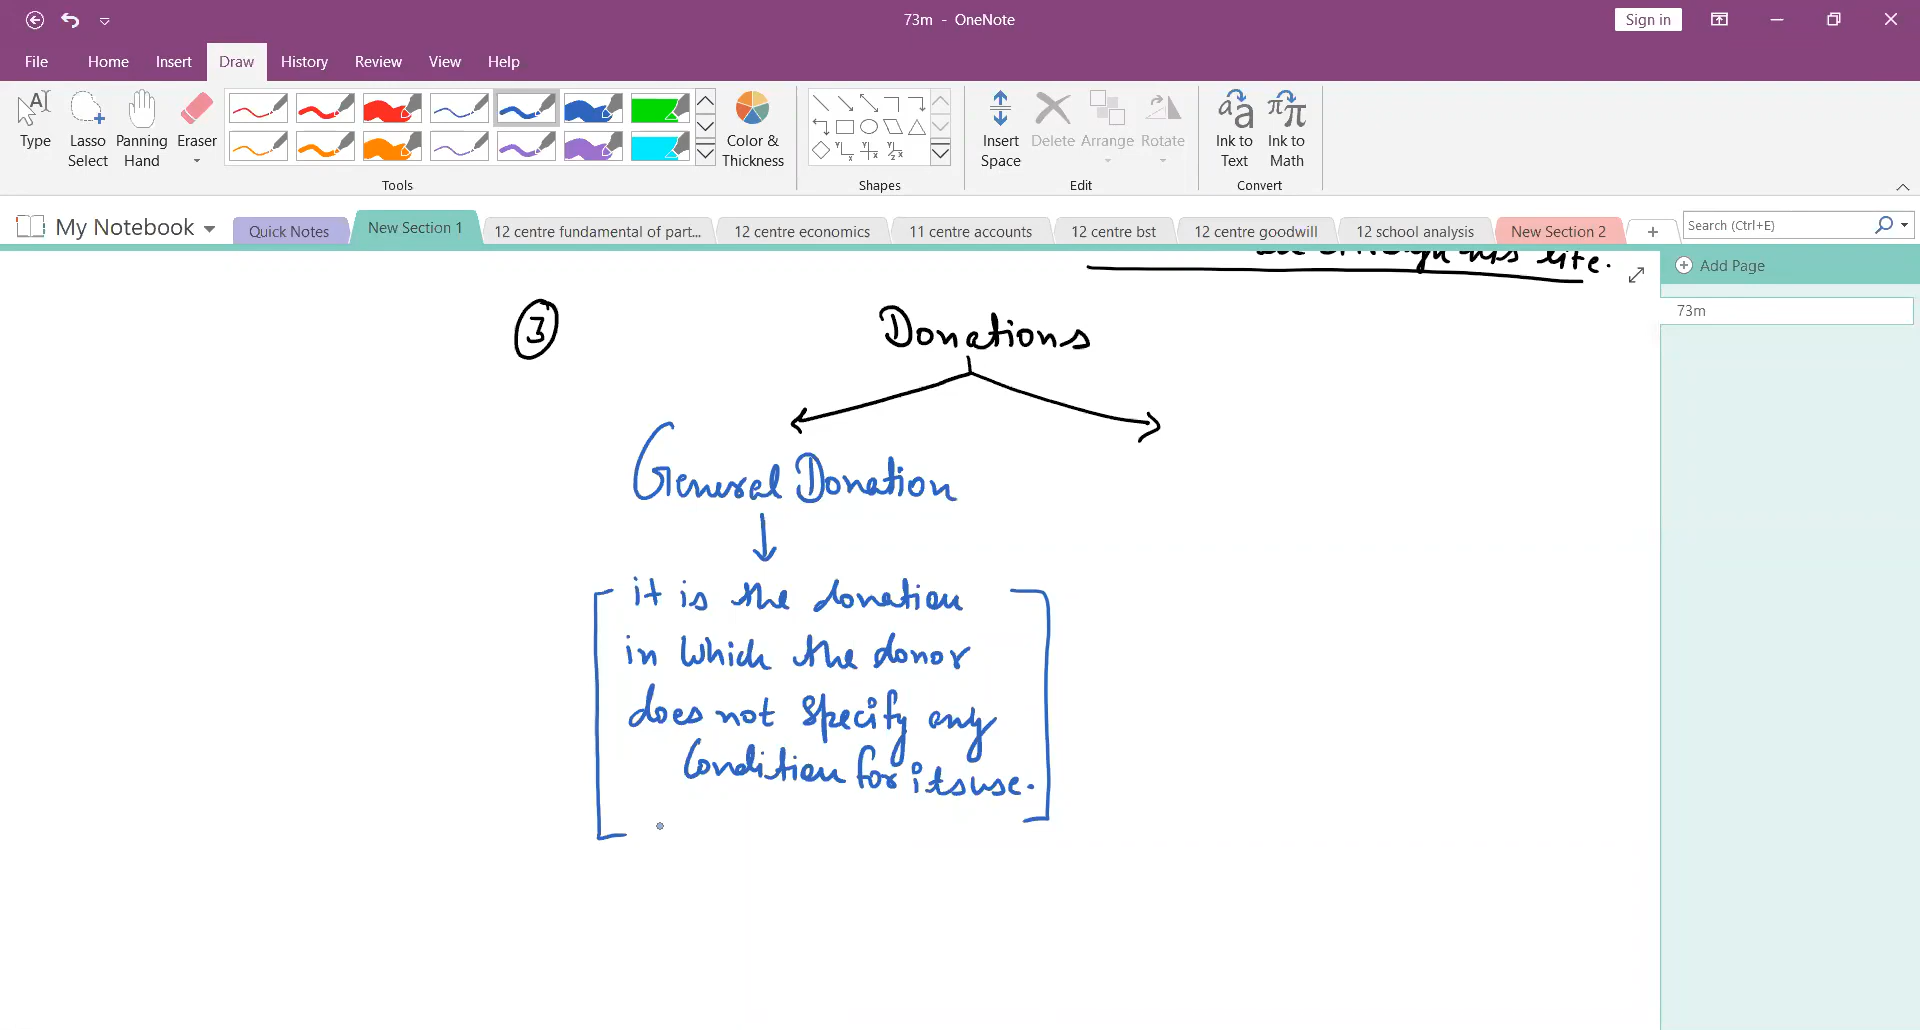 73m - OneNote
Sign in
File Home Insert Draw History Review View Help
Type
Lasso Select
Panning Hand
Eraser
Color & Thickness
Insert Space
Delete
Arrange
Rotate
Ink to Text
Ink to Math
Tools
Shapes
Edit
Convert
My Notebook
Quick Notes
New Section 1
12 centre fundamental of part...
12 centre economics
11 centre accounts
12 centre bst
12 centre goodwill
12 school analysis
New Section 2
Search (Ctrl+E)
Add Page
73m
life.
3
Donations
General Donation
it is the donation
in which the donor
does not specify any
Condition for its use.